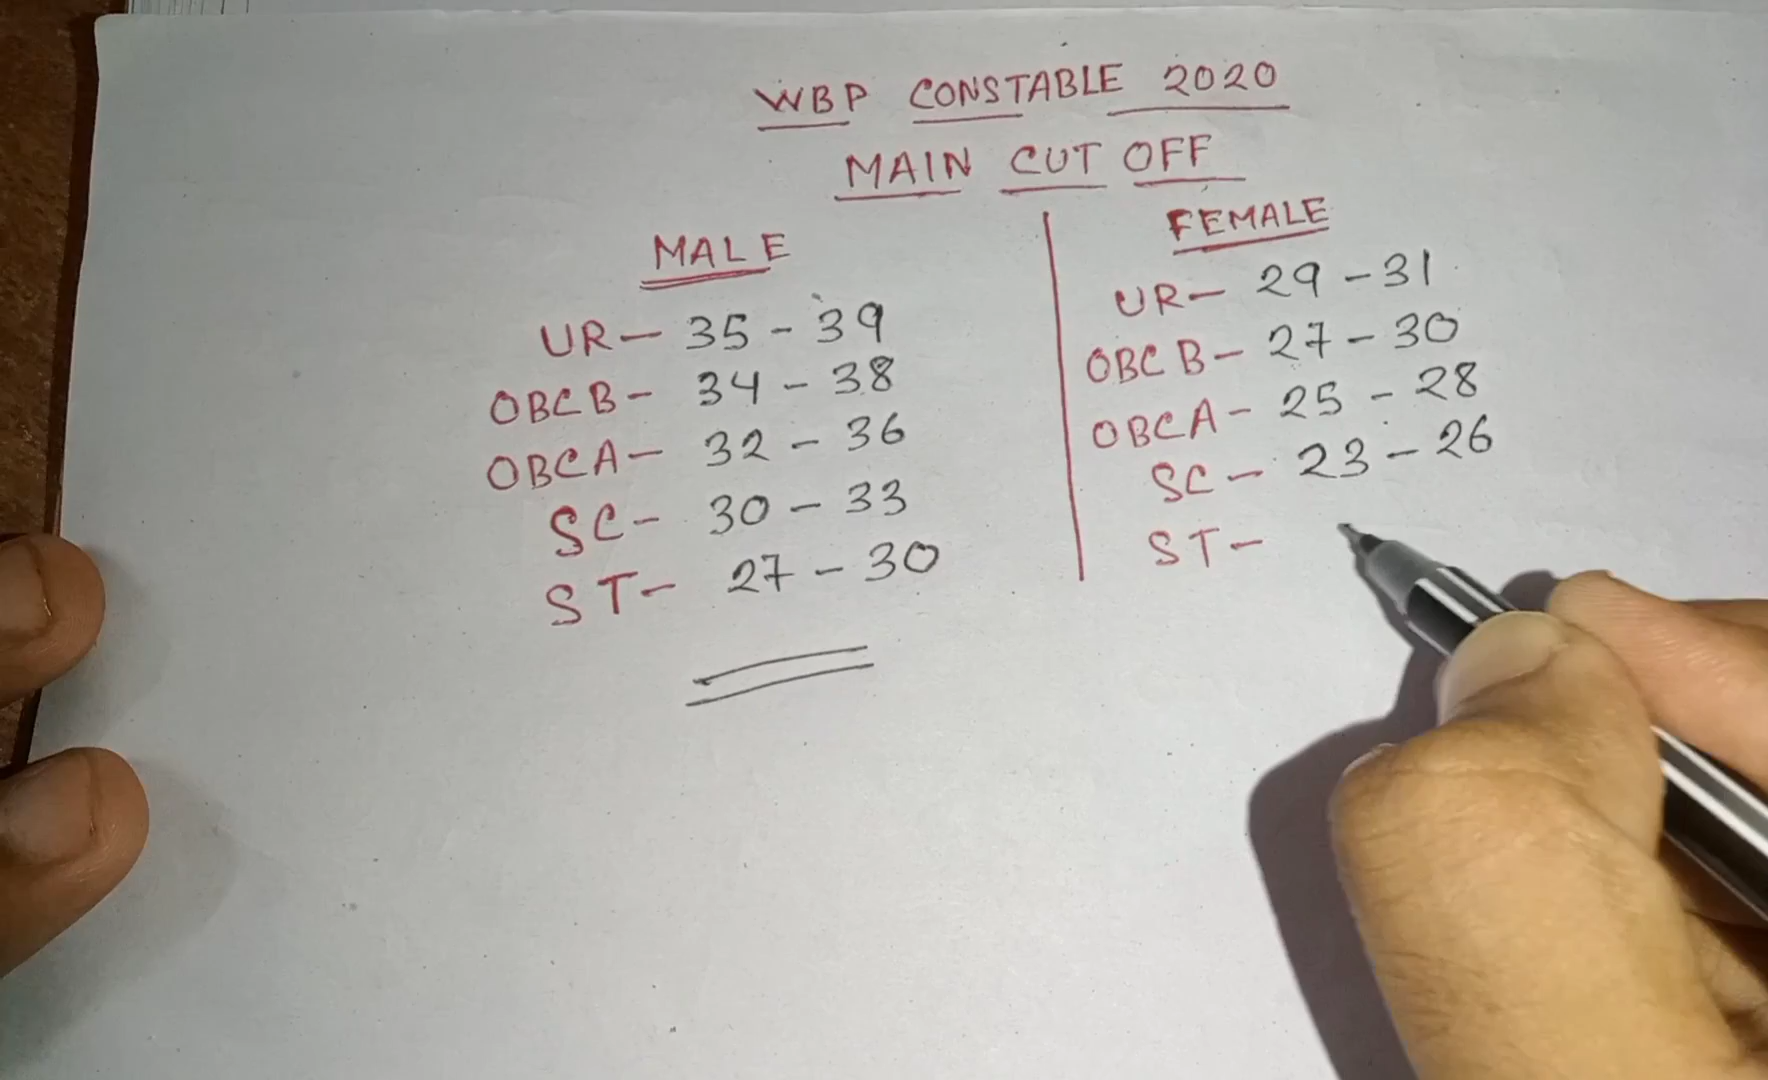 WBP CONSTABLE 2020
MAIN CUT OFF
MALE
UR- 35 - 39
OBCB- 34 - 38
OBCA- 32 - 36
SC- 30 - 33
ST- 27 - 30
FEMALE
UR- 29 - 31
OBCB- 27 - 30
OBCA- 25 - 28
SC- 23 - 26
ST-